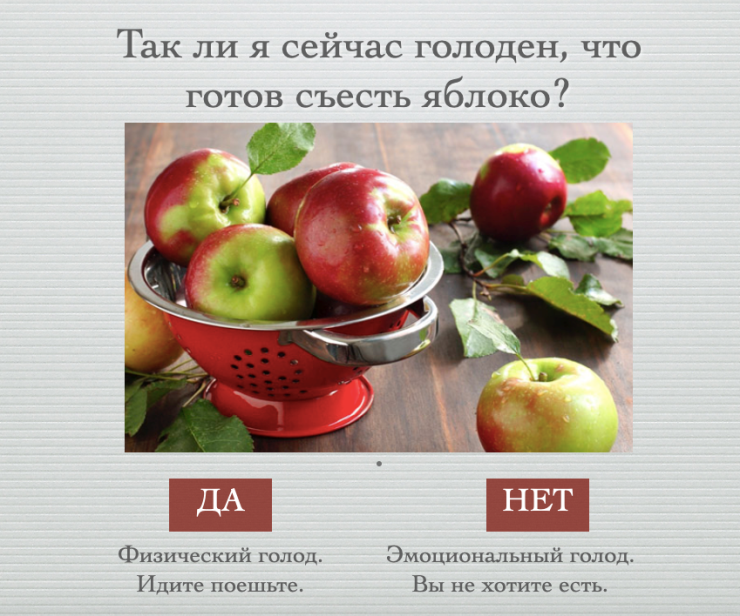 Так ли я сейчас голоден, что
готов съесть яблоко?
ДА
НЕТ
Физический голод.
Идите поешьте.
Эмоциональный голод.
Вы не хотите есть.